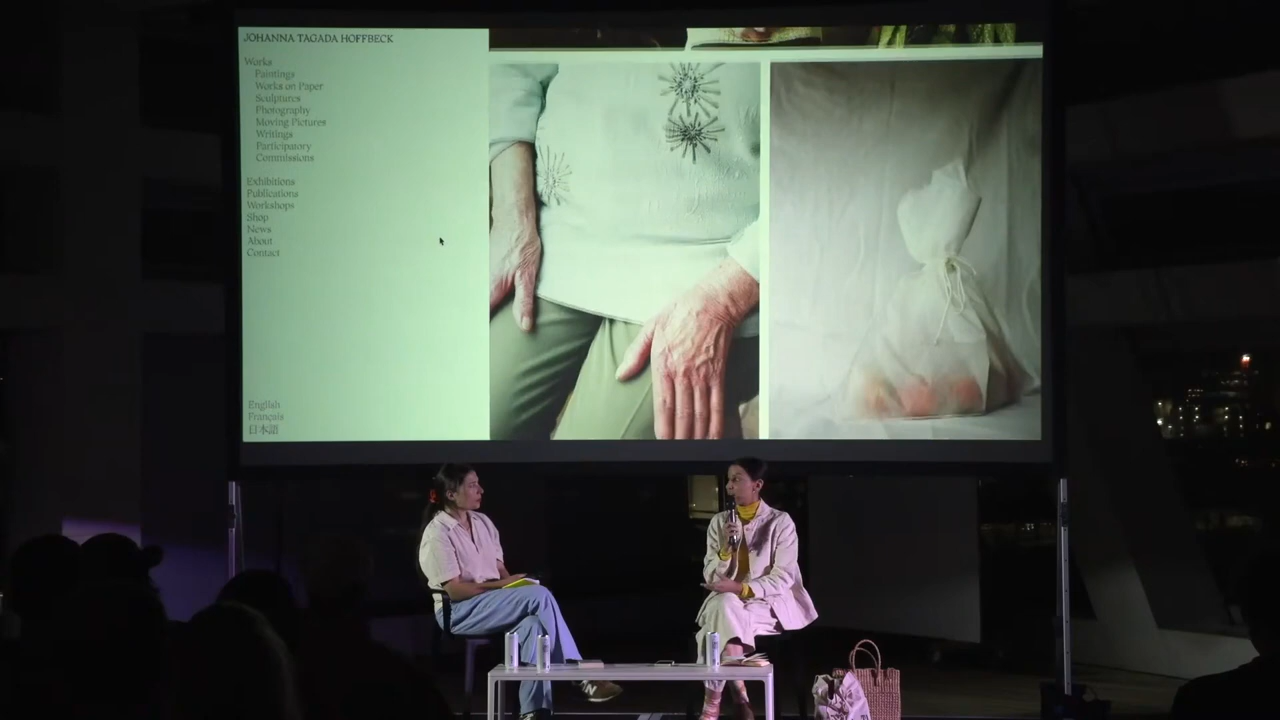 JOHANNA TAGADA HOFFBECK
Works
Paintings
Works on Paper
Sculptures
Photography
Moving Pictures
Writings
Participatory
Commissions
Exhibitions
Publications
Workshops
Shop
News
About
Contact
English
Français
日本語